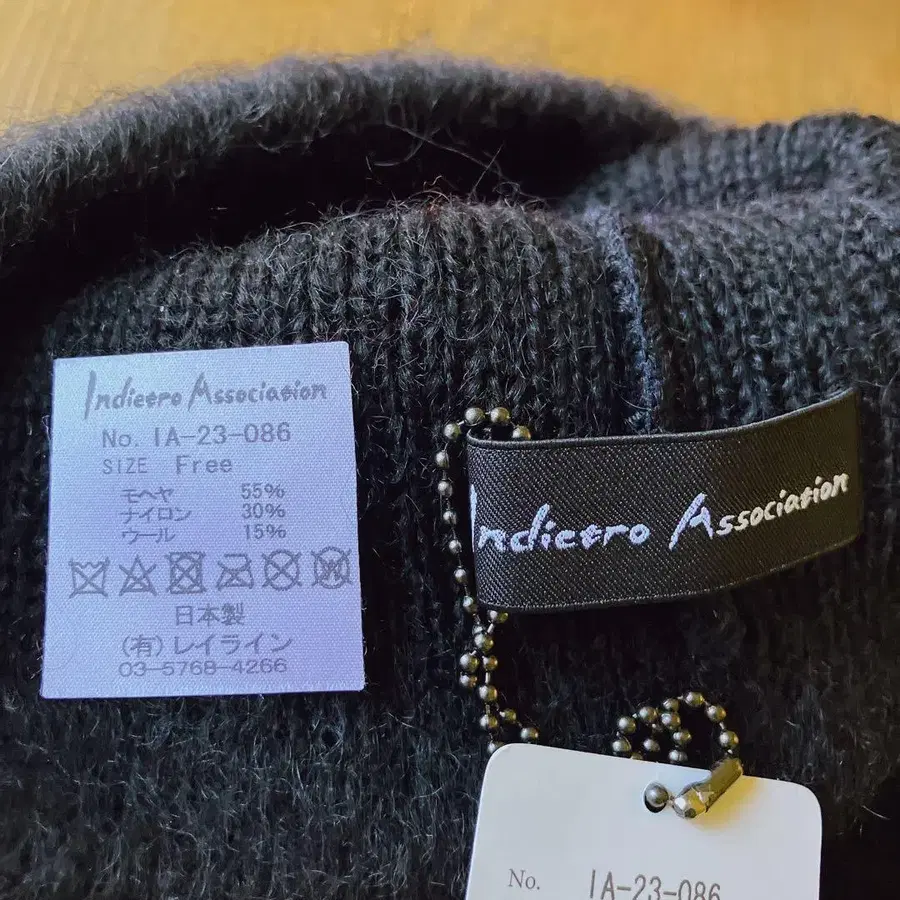 Indietro Association
No. IA-23-086
SIZE Free
モヘヤ 55%
ナイロン 30%
ウール 15%
日本製
(有)レイライン
03-5768-4266
Indietro Association
No. IA-23-086